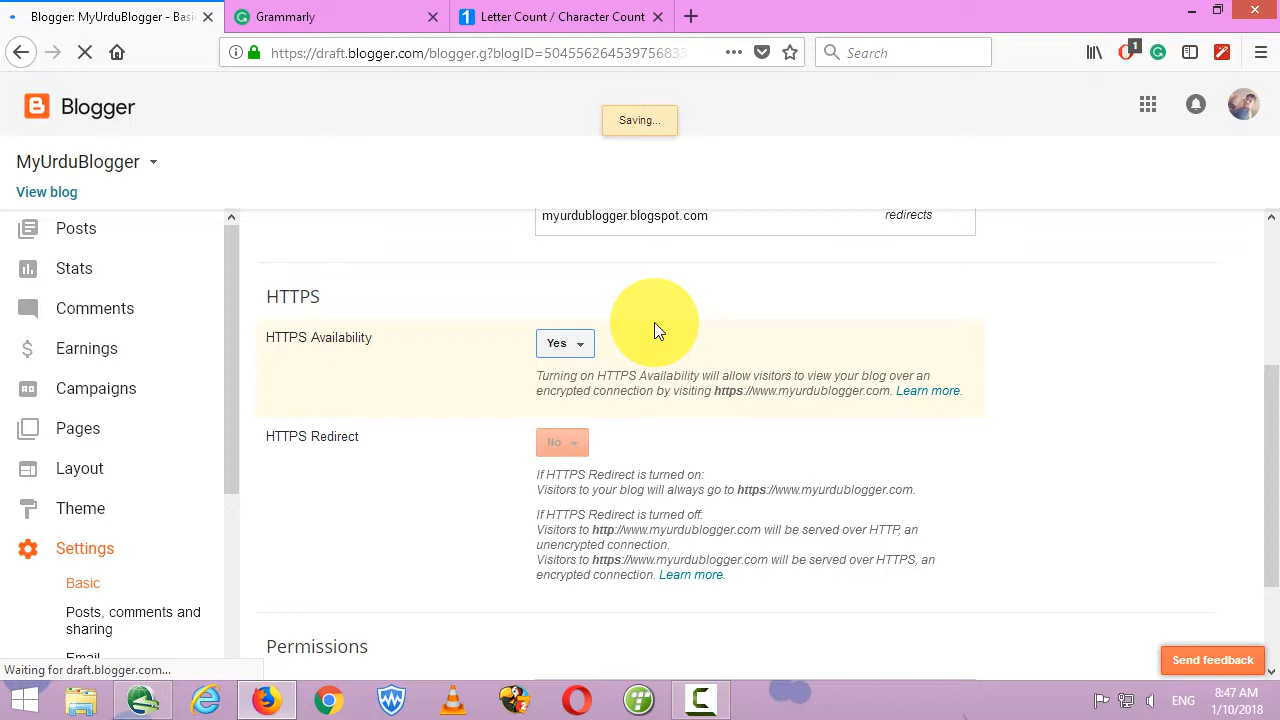 Blogger: MyUrduBlogger - Basic
Grammarly
Letter Count / Character Count
https://draft.blogger.com/blogger.g?blogID=504556264539756833
Search
1
Blogger
Saving...
MyUrduBlogger
View blog
Posts
Stats
Comments
Earnings
Campaigns
Pages
Layout
Theme
Settings
Basic
Posts, comments and
sharing
Email
myurdublogger.blogspot.com redirects
HTTPS
HTTPS Availability
Yes
Turning on HTTPS Availability will allow visitors to view your blog over an
encrypted connection by visiting https://www.myurdublogger.com. Learn more.
HTTPS Redirect
No
If HTTPS Redirect is turned on:
Visitors to your blog will always go to https://www.myurdublogger.com.
If HTTPS Redirect is turned off:
Visitors to http://www.myurdublogger.com will be served over HTTP, an
unencrypted connection.
Visitors to https://www.myurdublogger.com will be served over HTTPS, an
encrypted connection. Learn more.
Permissions
Send feedback
Waiting for draft.blogger.com...
ENG
8:47 AM
1/10/2018